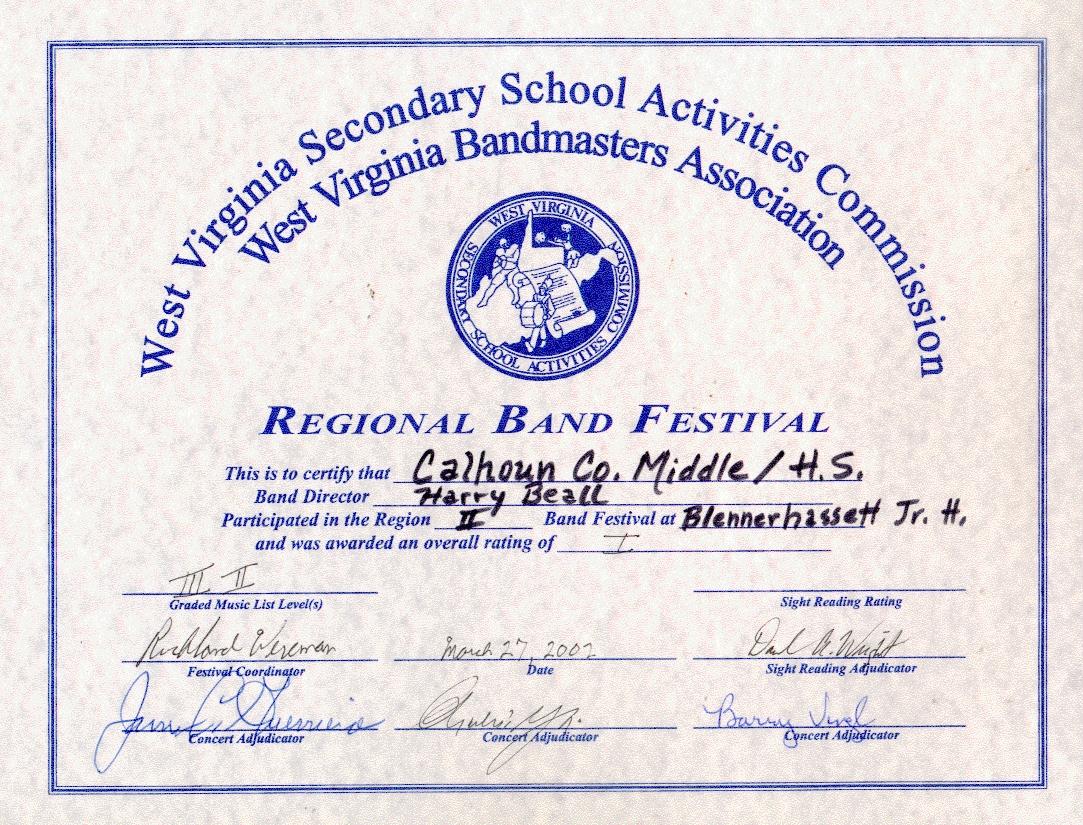 West Virginia Secondary School Activities Commission
West Virginia Bandmasters Association
WEST VIRGINIA
SECONDARY SCHOOL ACTIVITIES COMMISSION
REGIONAL BAND FESTIVAL
This is to certify that Calhoun Co. Middle / H.S.
Band Director Harry Beall
Participated in the Region II Band Festival at Blennerhassett Jr. H.
and was awarded an overall rating of I
III II
Graded Music List Level(s) Sight Reading Rating
March 27, 2002
Festival Coordinator Date Sight Reading Adjudicator
James C. Barry
Concert Adjudicator Concert Adjudicator Concert Adjudicator